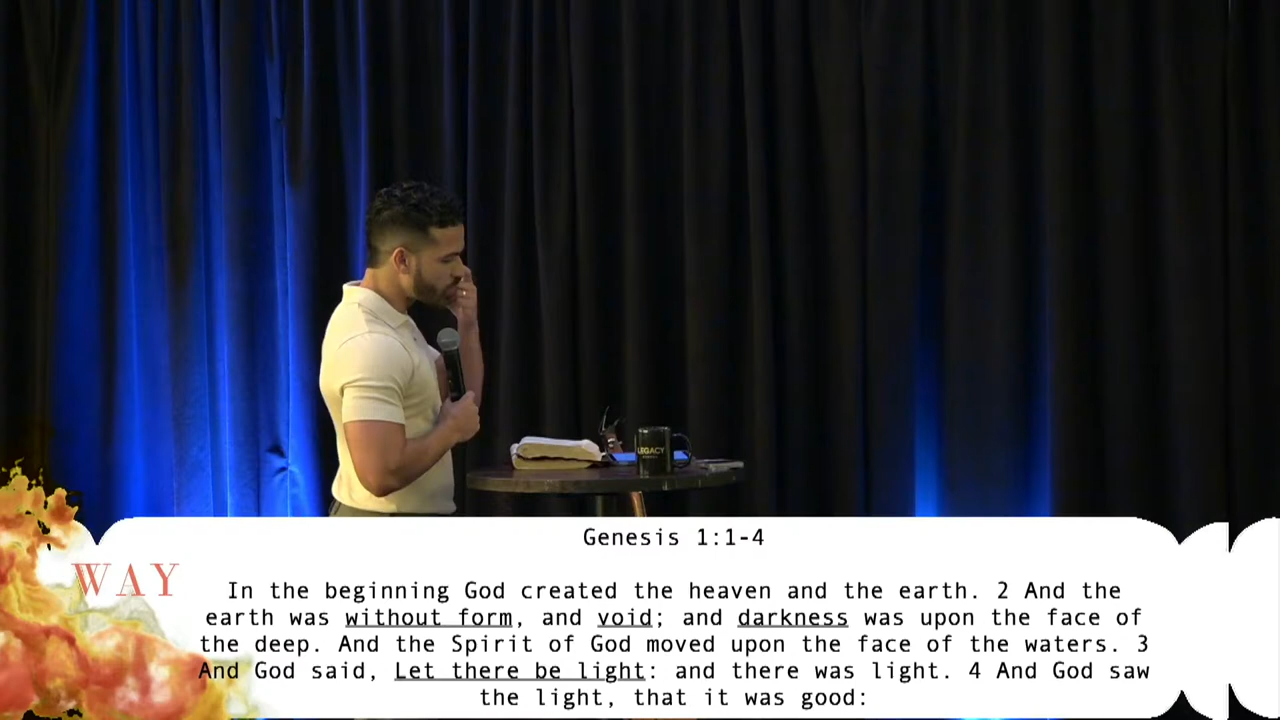 LEGACY
Genesis 1:1-4
WAY
In the beginning God created the heaven and the earth. 2 And the
earth was without form, and void; and darkness was upon the face of
the deep. And the Spirit of God moved upon the face of the waters. 3
And God said, Let there be light: and there was light. 4 And God saw
the light, that it was good: